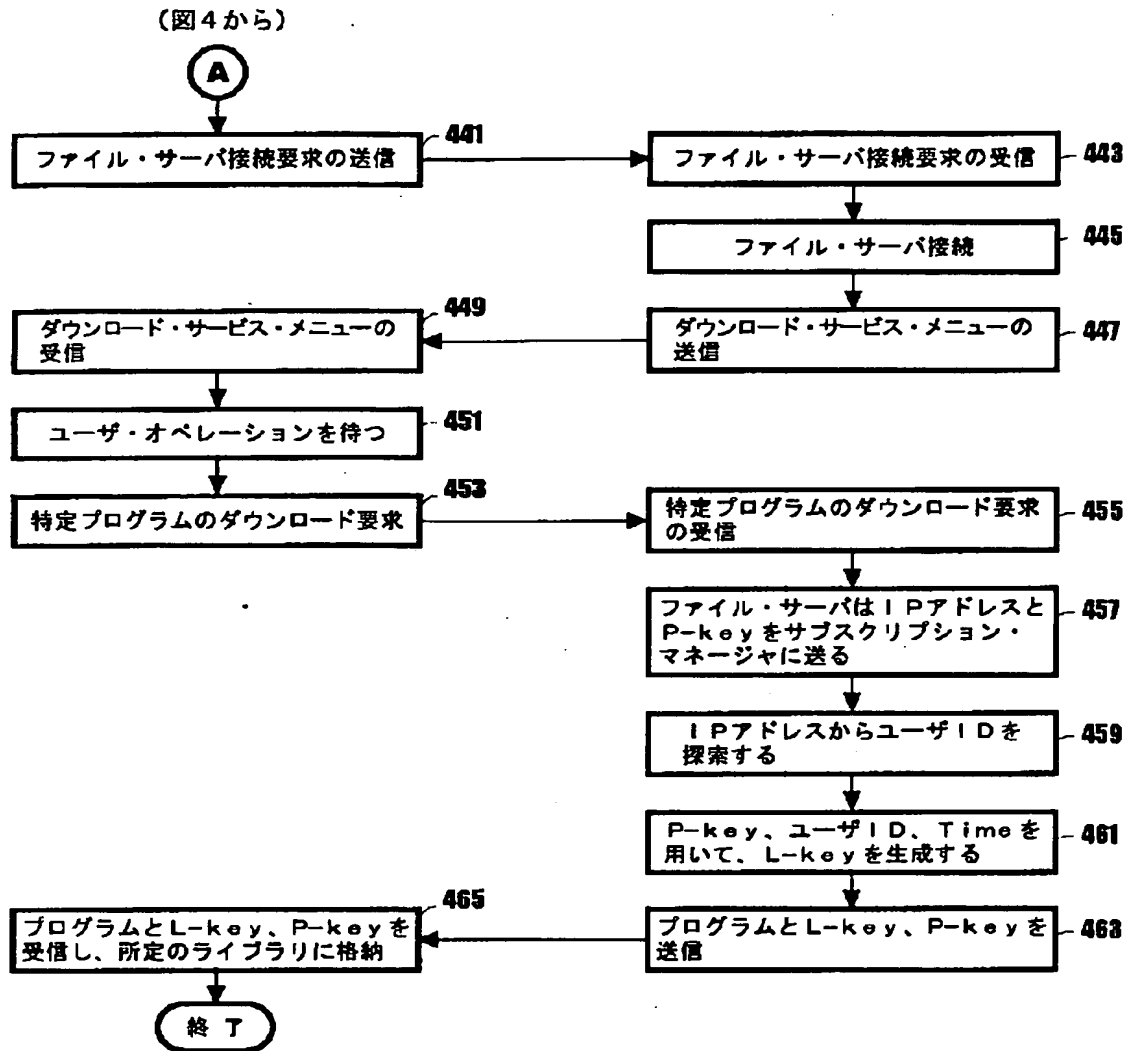 (図4から)
A
ファイル・サーバ接続要求の送信
441
ファイル・サーバ接続要求の受信
443
ファイル・サーバ接続
445
ダウンロード・サービス・メニューの
送信
447
ダウンロード・サービス・メニューの
受信
449
ユーザ・オペレーションを待つ
451
特定プログラムのダウンロード要求
453
特定プログラムのダウンロード要求
の受信
455
ファイル・サーバはIPアドレスと
P-keyをサブスクリプション・
マネージャに送る
457
IPアドレスからユーザIDを
探索する
459
P-key、ユーザID、Timeを
用いて、L-keyを生成する
461
プログラムとL-key、P-keyを
送信
463
プログラムとL-key、P-keyを
受信し、所定のライブラリに格納
465
終了